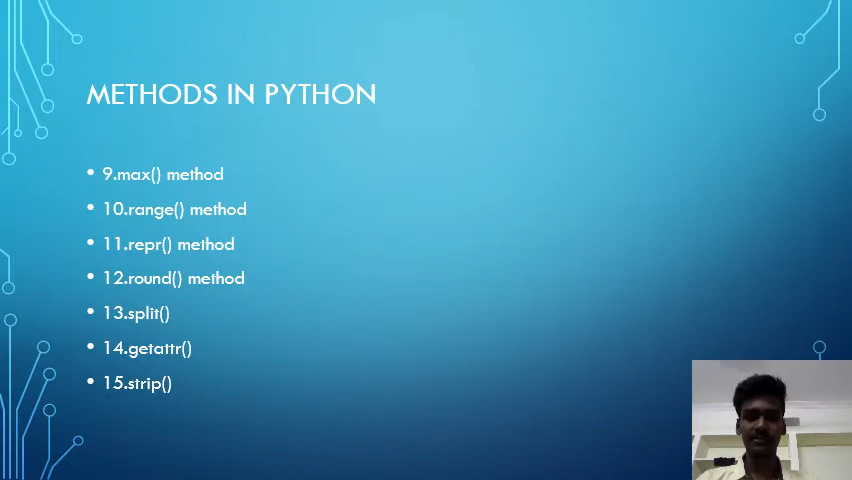 METHODS IN PYTHON
• 9.max() method
• 10.range() method
• 11.repr() method
• 12.round() method
• 13.split()
• 14.getattr()
• 15.strip()